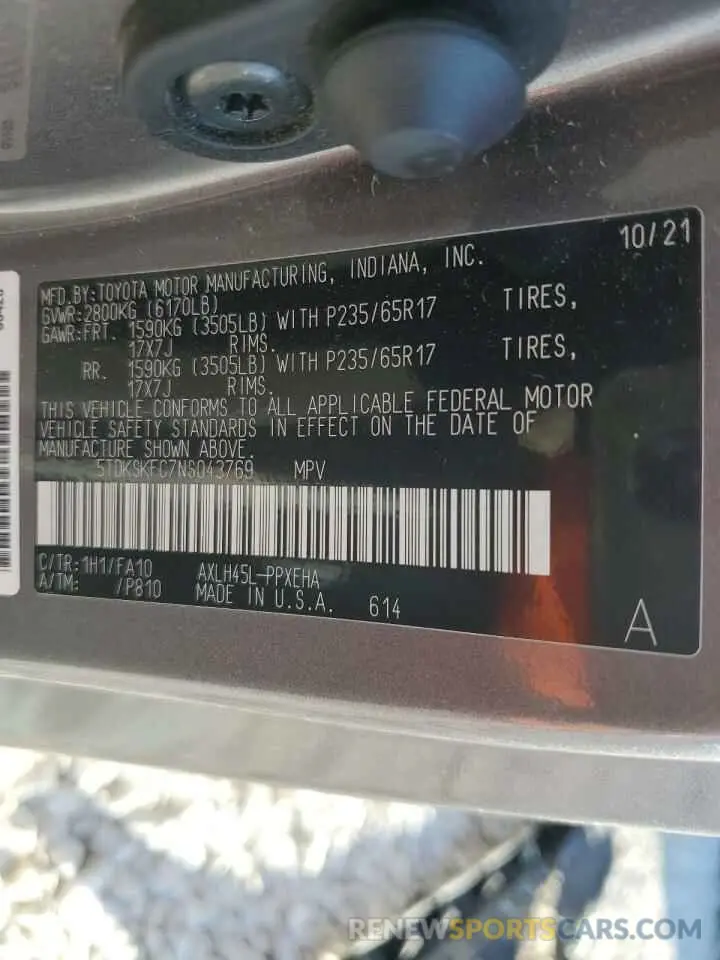 10/21
MFD.BY:TOYOTA MOTOR MANUFACTURING, INDIANA, INC.
GVWR:2800KG (6170LB)
GAWR:FRT. 1590KG (3505LB) WITH P235/65R17 TIRES,
17X7J RIMS.
RR. 1590KG (3505LB) WITH P235/65R17 TIRES,
17X7J RIMS.
THIS VEHICLE CONFORMS TO ALL APPLICABLE FEDERAL MOTOR
VEHICLE SAFETY STANDARDS IN EFFECT ON THE DATE OF
MANUFACTURE SHOWN ABOVE.
5TDKSKFC7NS043769 MPV
C/TR:1H1/FA10 AXLH45L-PPXEHA
A/TM: /P810 MADE IN U.S.A. 614
A
RENEWSPORTSCARS.COM